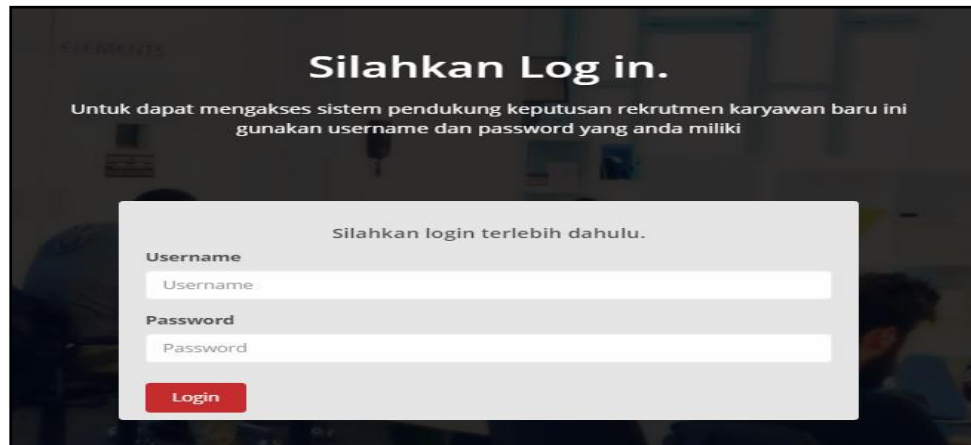 ELEMENTS
Silahkan Log in.
Untuk dapat mengakses sistem pendukung keputusan rekrutmen karyawan baru ini
gunakan username dan password yang anda miliki
Silahkan login terlebih dahulu.
Username
Username
Password
Password
Login